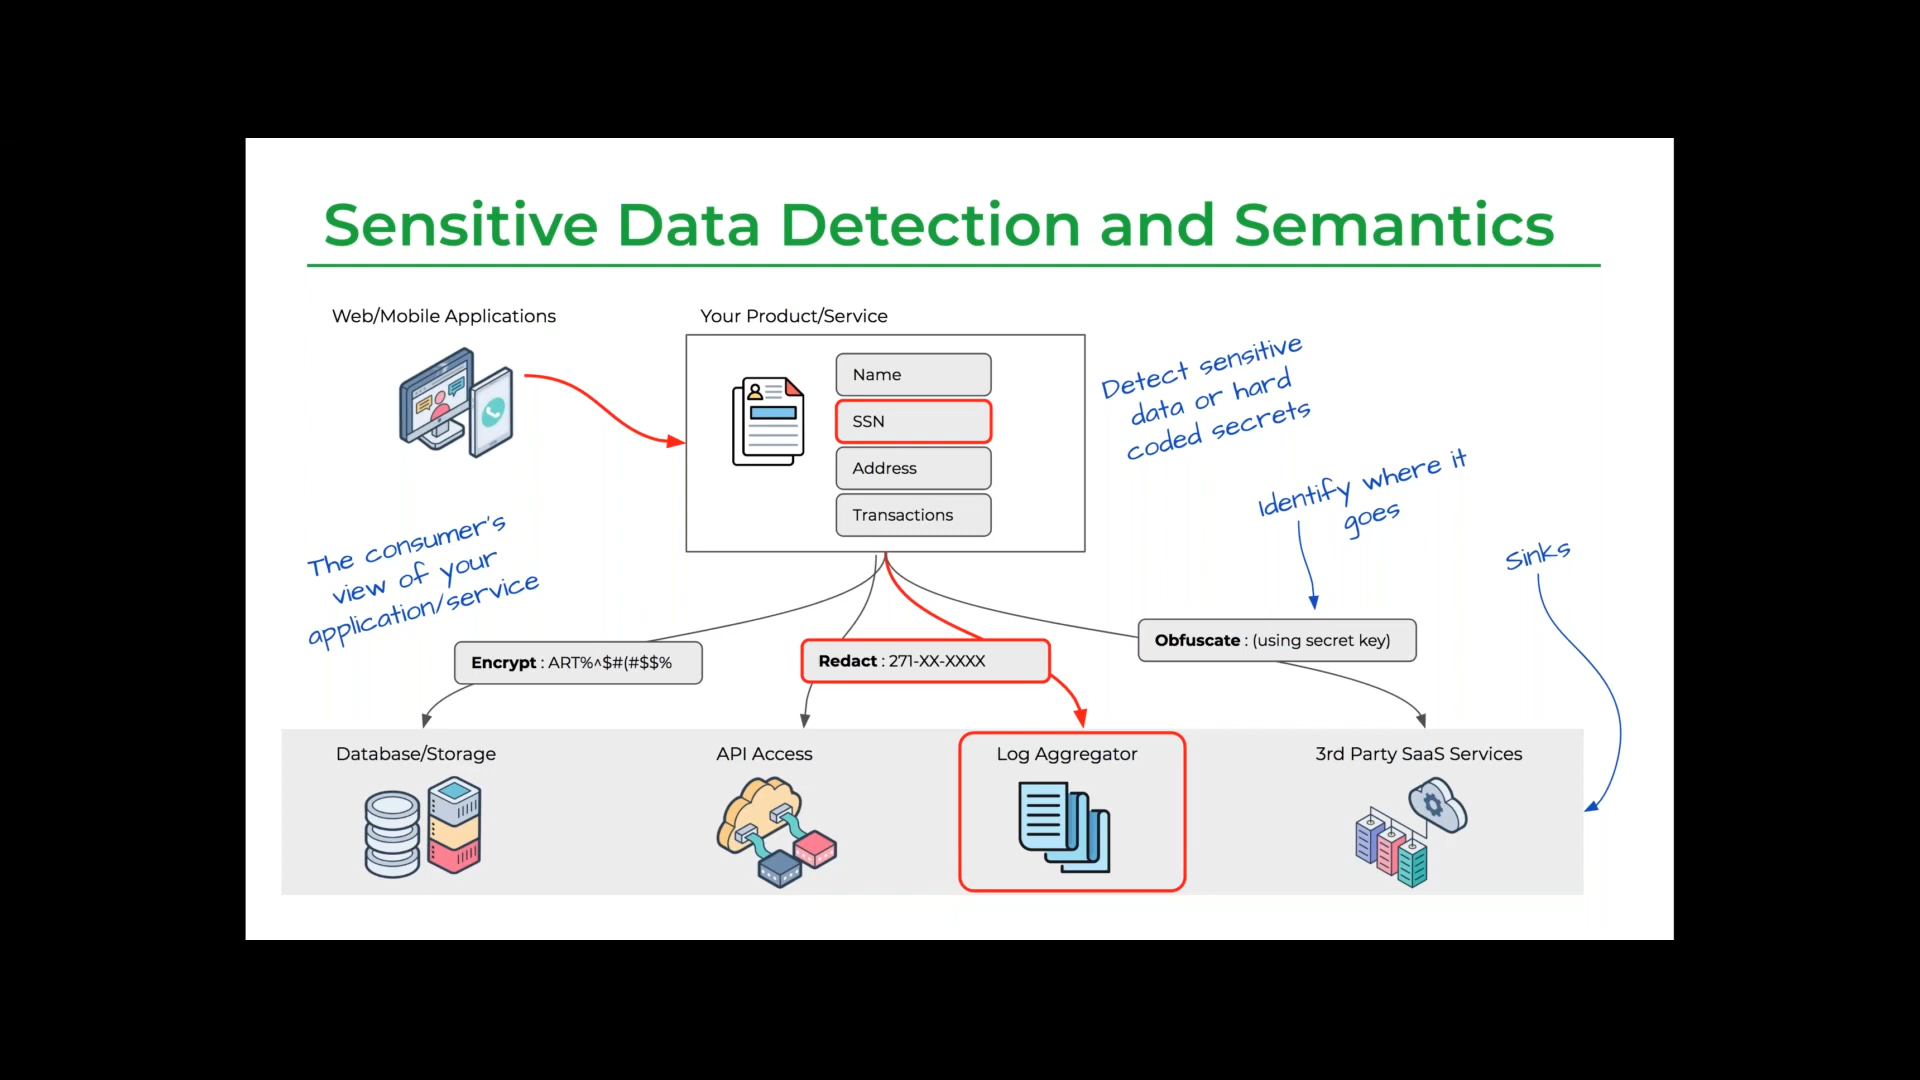 Sensitive Data Detection and Semantics
Web/Mobile Applications
Your Product/Service
Name
SSN
Address
Transactions
Detect sensitive
data or hard
coded secrets
Identify where it
goes
Sinks
The consumer's
view of your
application/service
Encrypt : ART%^$#(#$$%
Redact : 271-XX-XXXX
Obfuscate : (using secret key)
Database/Storage
API Access
Log Aggregator
3rd Party SaaS Services